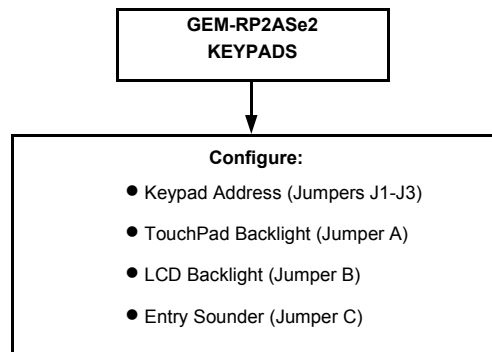 GEM-RP2ASe2
KEYPADS
Configure:
● Keypad Address (Jumpers J1-J3)
● TouchPad Backlight (Jumper A)
● LCD Backlight (Jumper B)
● Entry Sounder (Jumper C)